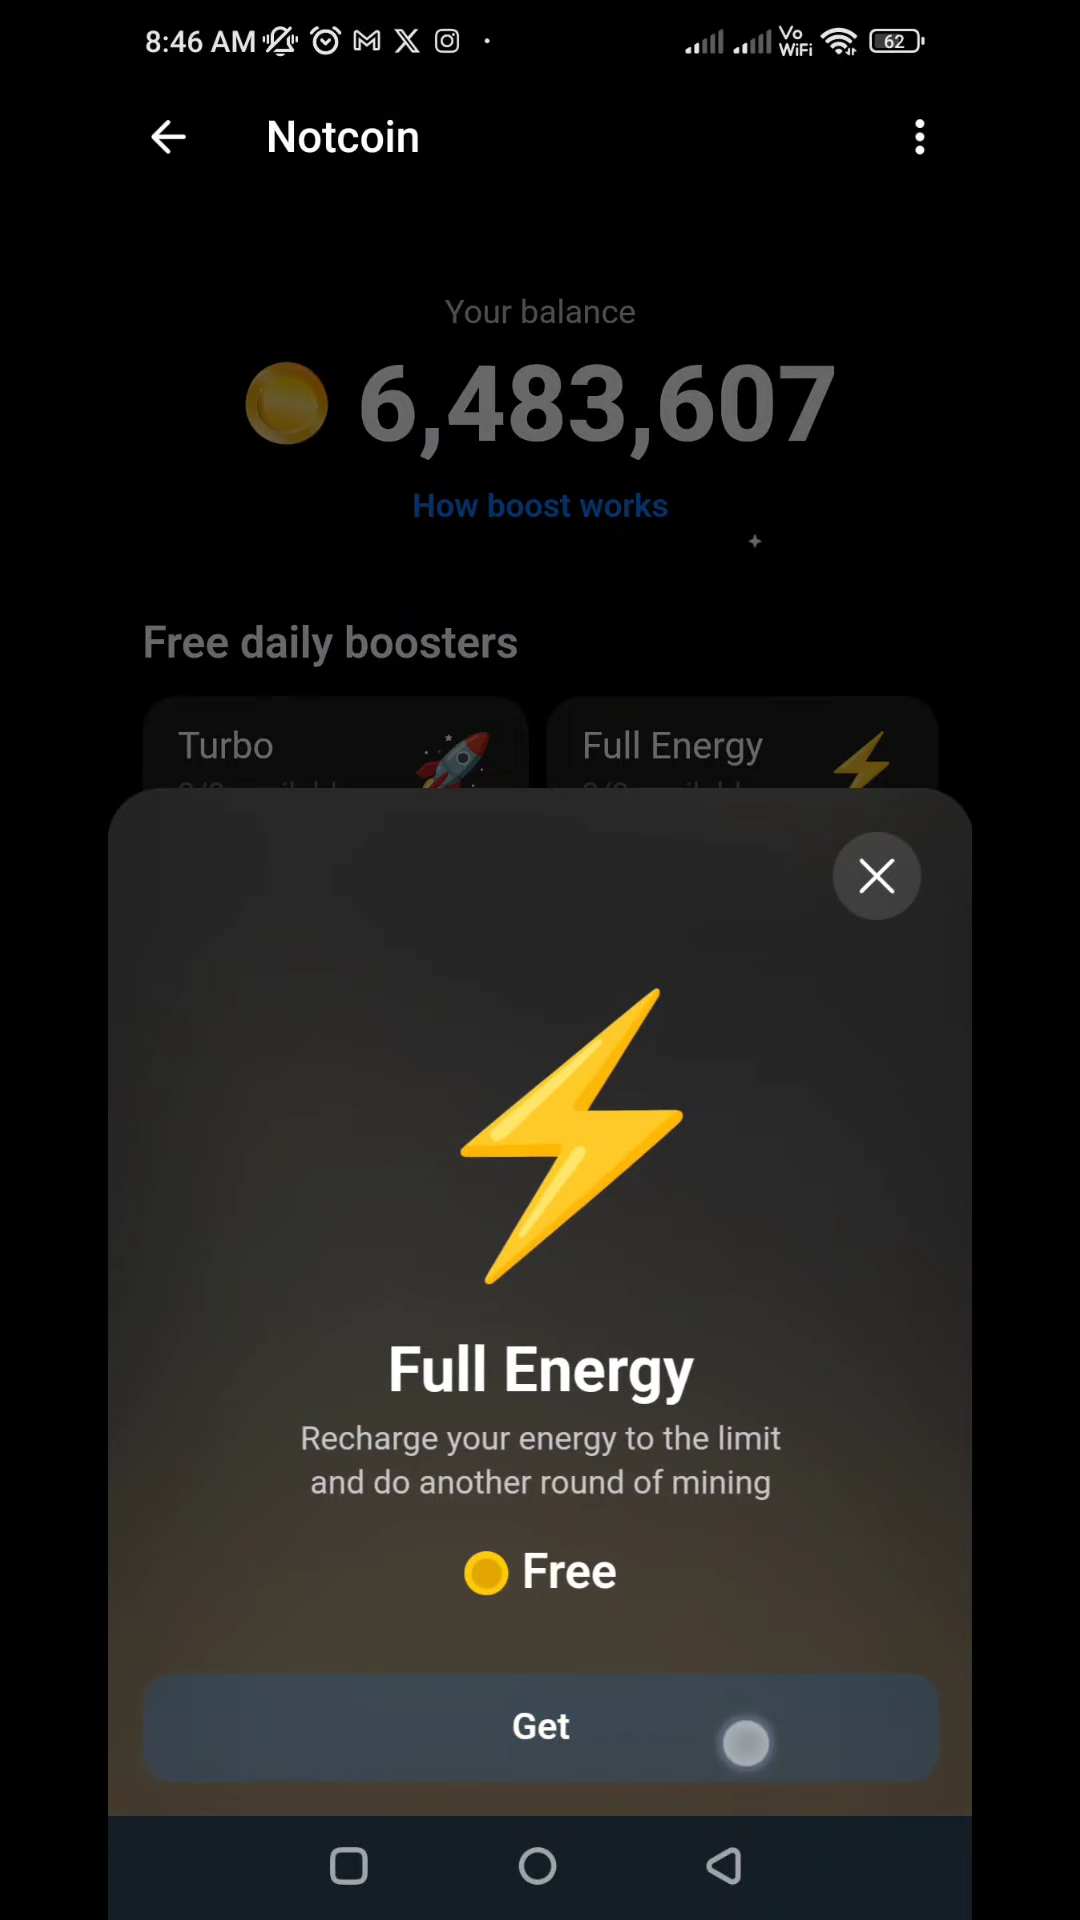 8:46 AM
Vo
WiFi
62
Notcoin
Your balance
6,483,607
How boost works
Free daily boosters
Turbo
Full Energy
Full Energy
Recharge your energy to the limit
and do another round of mining
Free
Get